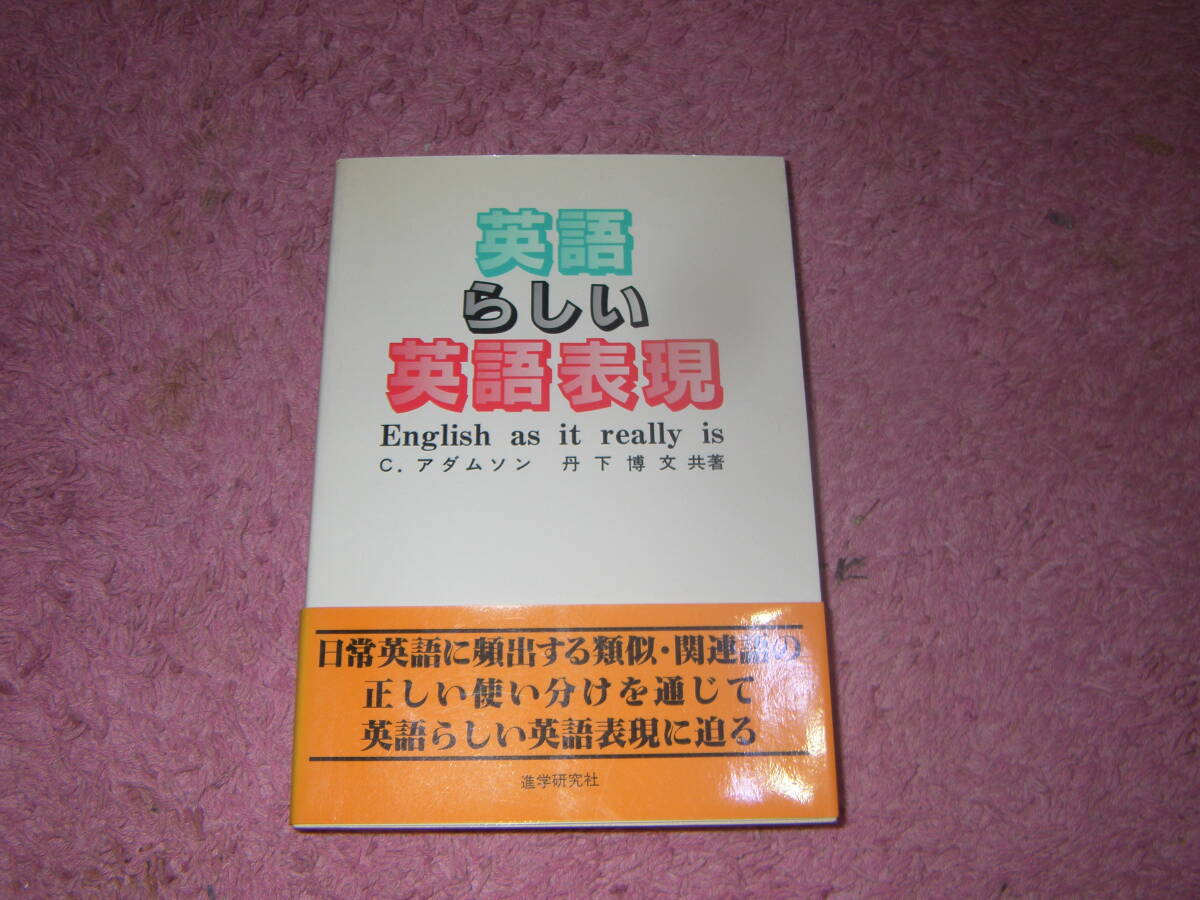 英語
らしい
英語表現
English as it really is
C. アダムソン 丹下博文共著
日常英語に頻出する類似・関連語の
正しい使い分けを通じて
英語らしい英語表現に迫る
進学研究社